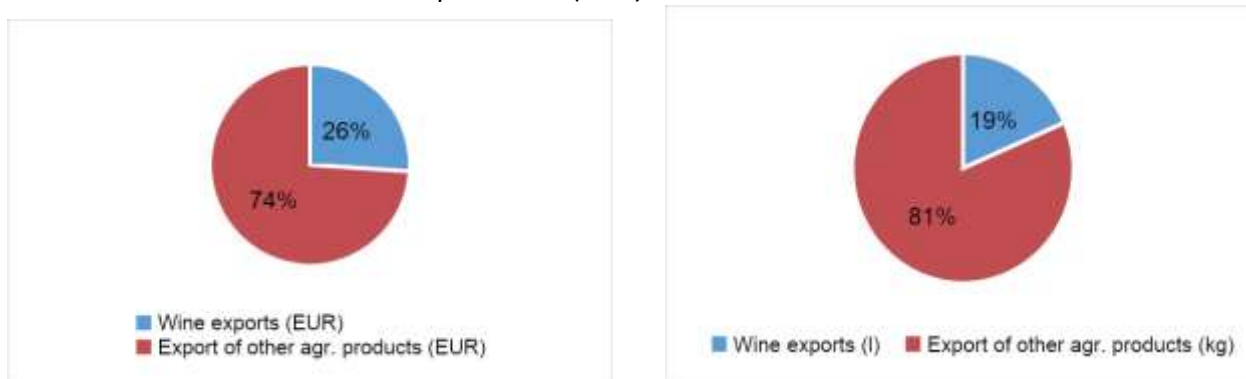 26%
74%
Wine exports (EUR)
Export of other agr. products (EUR)
19%
81%
Wine exports (l) Export of other agr. products (kg)